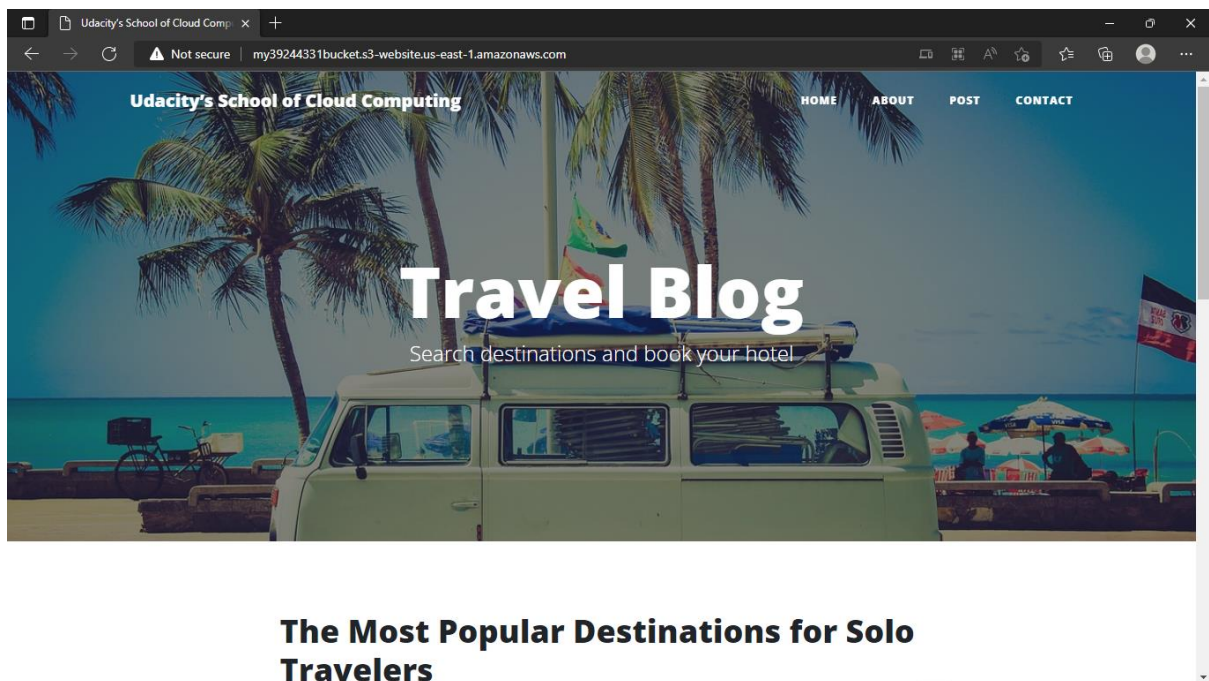 Udacity's School of Cloud Comp
Not secure
my39244331bucket.s3-website.us-east-1.amazonaws.com
Udacity's School of Cloud Computing
HOME
ABOUT
POST
CONTACT
Travel Blog
Search destinations and book your hotel
VISA
The Most Popular Destinations for Solo
Travelers